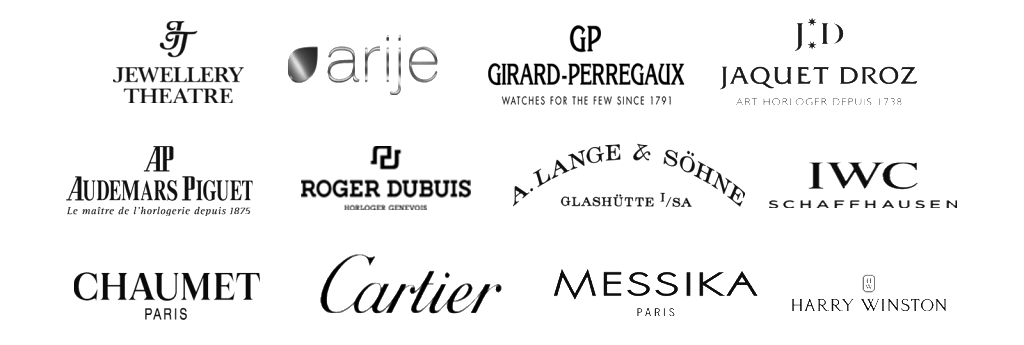 JT
JEWELLERY
THEATRE
arije
GP
GIRARD-PERREGAUX
WATCHES FOR THE FEW SINCE 1791
J D
JAQUET DROZ
ART HORLOGER DEPUIS 1738
AP
AUDEMARS PIGUET
Le maître de l'horlogerie depuis 1875
ROGER DUBUIS
HORLOGER GENEVOIS
A. LANGE & SÖHNE
GLASHÜTTE I/SA
IWC
SCHAFFHAUSEN
CHAUMET
PARIS
Cartier
MESSIKA
PARIS
HW
HARRY WINSTON